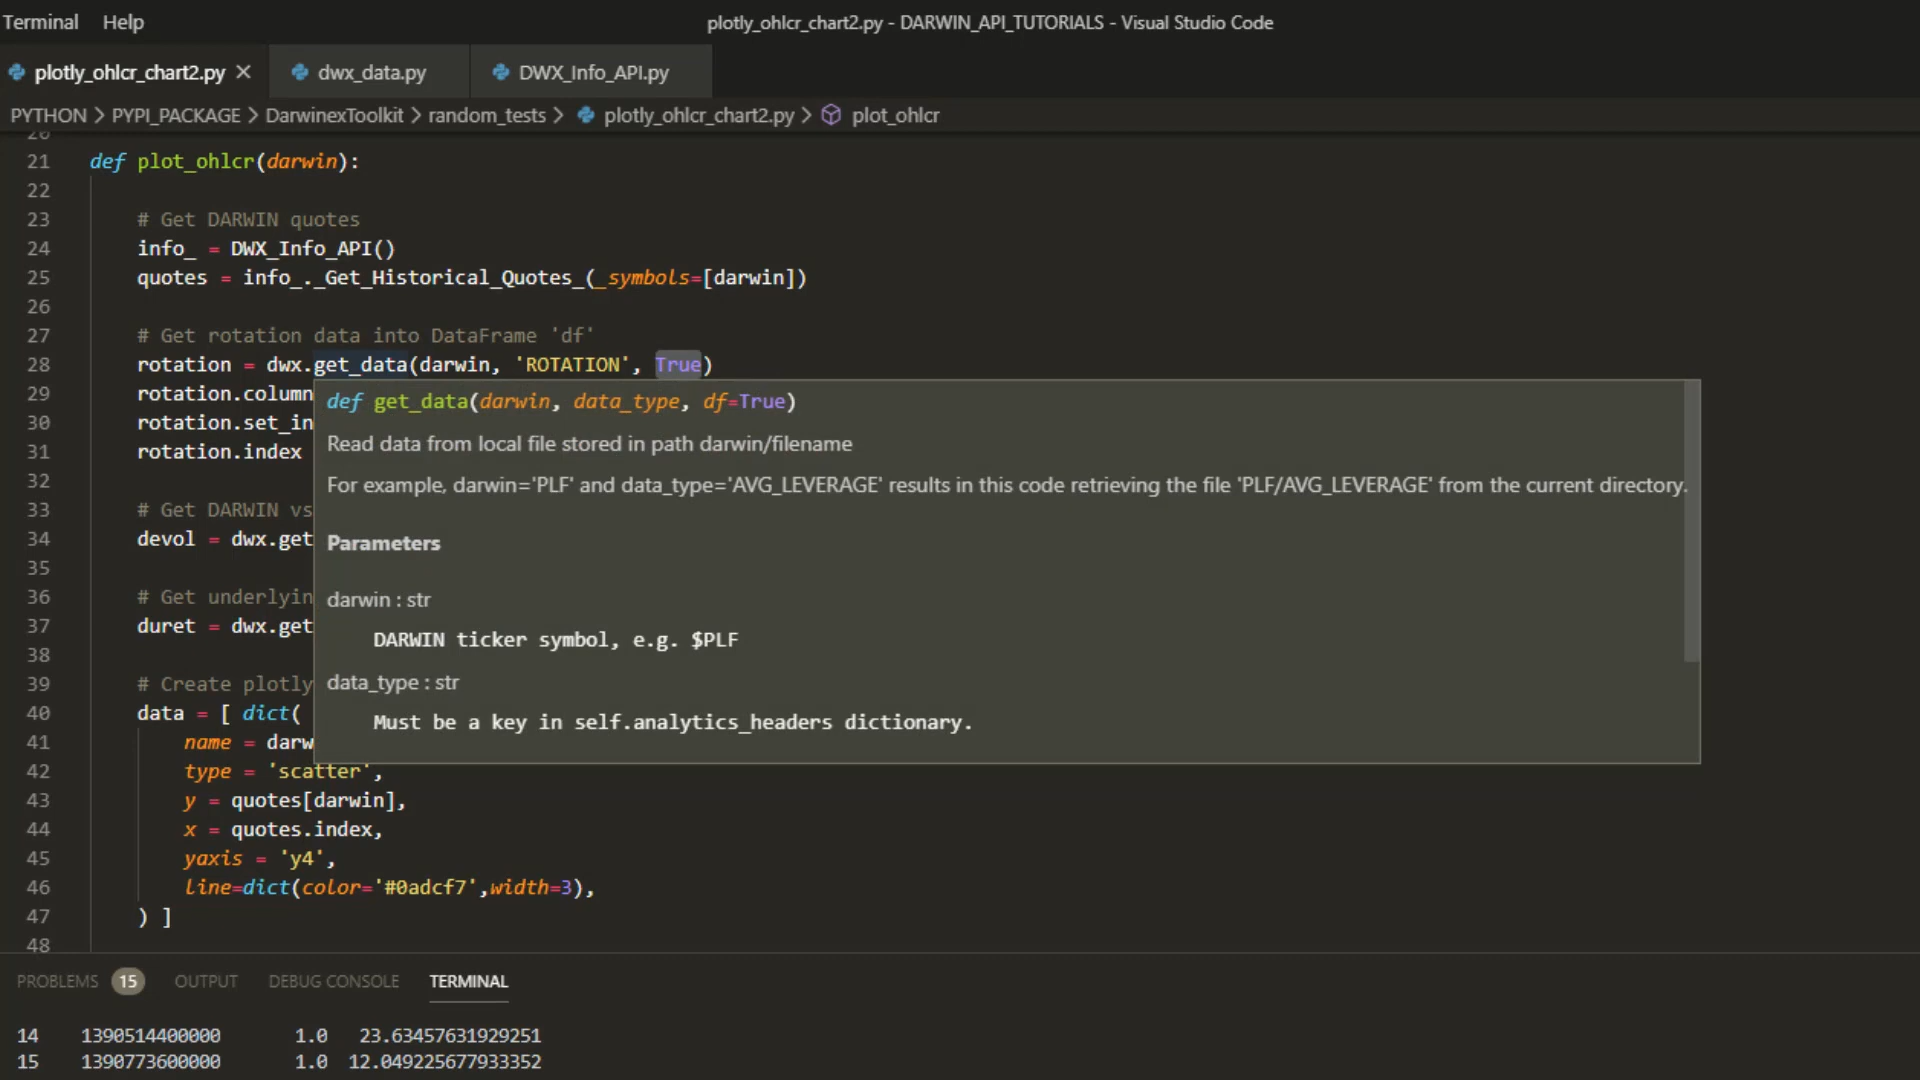 Terminal Help
plotly_ohlcr_chart2.py - DARWIN_API_TUTORIALS - Visual Studio Code
plotly_ohlcr_chart2.py dwx_data.py DWX_Info_API.py
PYTHON > PYPI_PACKAGE > DarwinexToolkit > random_tests > plotly_ohlcr_chart2.py > plot_ohlcr
20
21 def plot_ohlcr(darwin):
22
23 # Get DARWIN quotes
24 info_ = DWX_Info_API()
25 quotes = info_._Get_Historical_Quotes_(_symbols=[darwin])
26
27 # Get rotation data into DataFrame 'df'
28 rotation = dwx.get_data(darwin, 'ROTATION', True)
29 rotation.column
30 rotation.set_in
31 rotation.index
32
33 # Get DARWIN vs
34 devol = dwx.get
35
36 # Get underlyin
37 duret = dwx.get
38
39 # Create plotly
40 data = [ dict(
41 name = darw
42 type = 'scatter',
43 y = quotes[darwin],
44 x = quotes.index,
45 yaxis = 'y4',
46 line=dict(color='#0adcf7',width=3),
47 ) ]
48
def get_data(darwin, data_type, df=True)
Read data from local file stored in path darwin/filename
For example, darwin='PLF' and data_type='AVG_LEVERAGE' results in this code retrieving the file 'PLF/AVG_LEVERAGE' from the current directory.
Parameters
darwin : str
DARWIN ticker symbol, e.g. $PLF
data_type : str
Must be a key in self.analytics_headers dictionary.
PROBLEMS 15 OUTPUT DEBUG CONSOLE TERMINAL
14 1390514400000 1.0 23.63457631929251
15 1390773600000 1.0 12.049225677933352